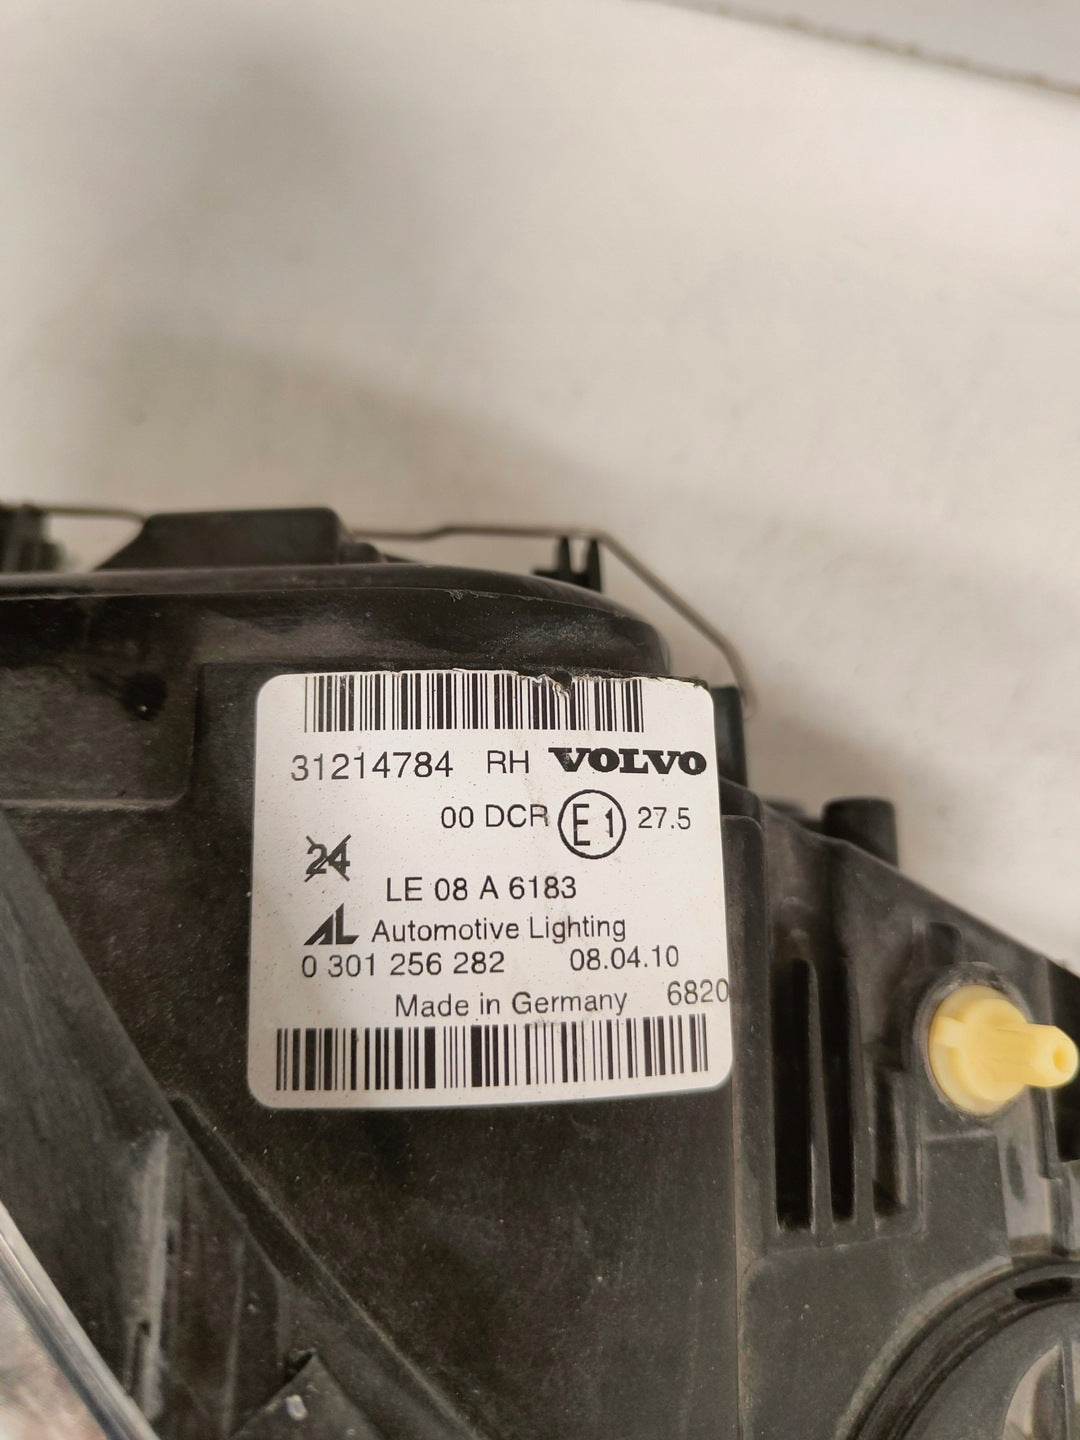 31214784 RH VOLVO
00 DCR E1 27.5
24
LE 08 A 6183
AL Automotive Lighting
0 301 256 282 08.04.10
Made in Germany 6820